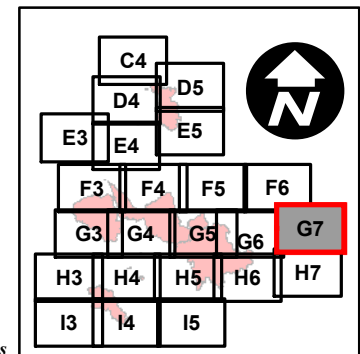 C4
D4 D5
N
E3 E4 E5
F3 F4 F5 F6
G3 G4 G5 G6 G7
H3 H4 H5 H6 H7
I3 I4 I5
s